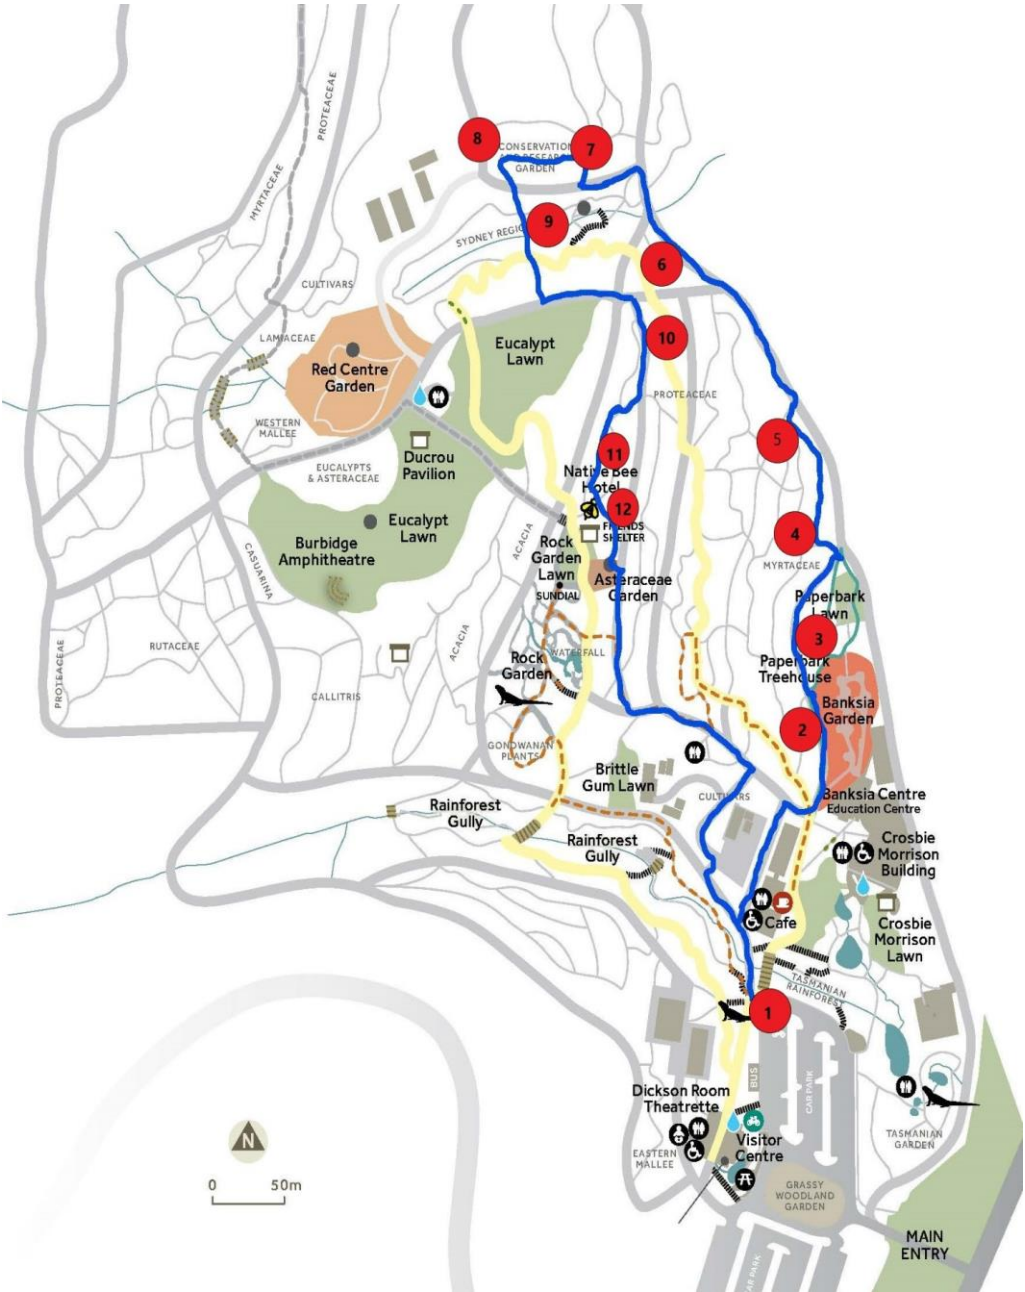 PROTEACEAE
MYRTACEAE
8
CONSERVATION
AND RESEARCH
GARDEN
7
9
SYDNEY REGI
6
CULTIVARS
LAMIACEAE
Red Centre
Garden
Eucalypt
Lawn
10
PROTEACEAE
WESTERN
MALLEE
EUCALYPTS
& ASTERACEAE
Ducrou
Pavilion
5
11
Native Bee
Hotel
12
FRIENDS
SHELTER
Eucalypt
Lawn
Burbidge
Amphitheatre
CASUARINA
ACACIA
Rock
Garden
Lawn
SUNDIAL
Asteraceae
Garden
4
MYRTACEAE
Paperbark
Lawn
3
Paperbark
Treehouse
PROTEACEAE
RUTACEAE
ACACIA
WATERFALL
Rock
Garden
CALLITRIS
GONDWANAN
PLANTS
2
Banksia
Garden
Brittle
Gum Lawn
CULTIVARS
Banksia Centre
Education Centre
Rainforest
Gully
Rainforest
Gully
Crosbie
Morrison
Building
Cafe
Crosbie
Morrison
Lawn
TASMANIAN
RAINFOREST
1
BUS
CAR PARK
Dickson Room
Theatrette
Visitor
Centre
EASTERN
MALLEE
TASMANIAN
GARDEN
N
0 50m
GRASSY
WOODLAND
GARDEN
MAIN
ENTRY
CAR PARK